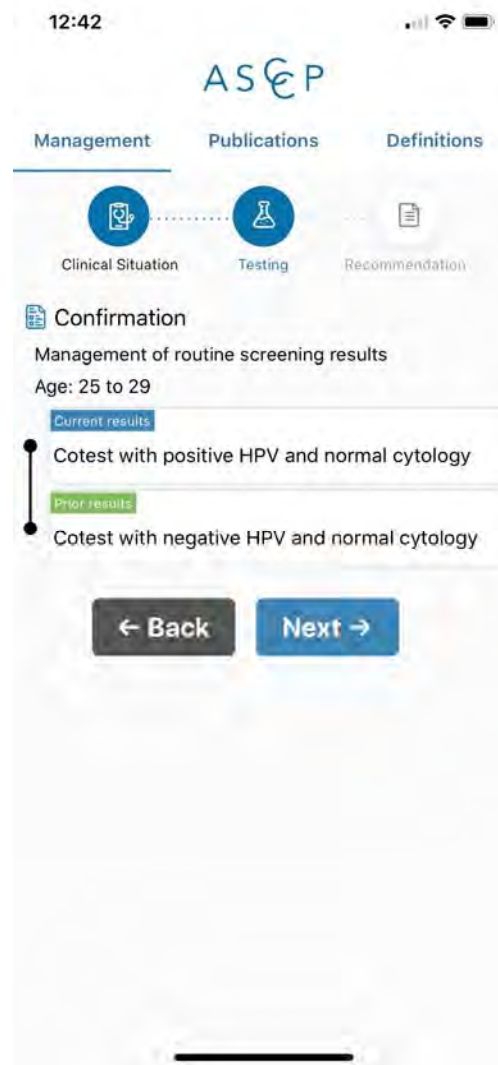 12:42
ASCCP
Management Publications Definitions
Clinical Situation Testing Recommendation
Confirmation
Management of routine screening results
Age: 25 to 29
Current results
Cotest with positive HPV and normal cytology
Prior results
Cotest with negative HPV and normal cytology
← Back Next →